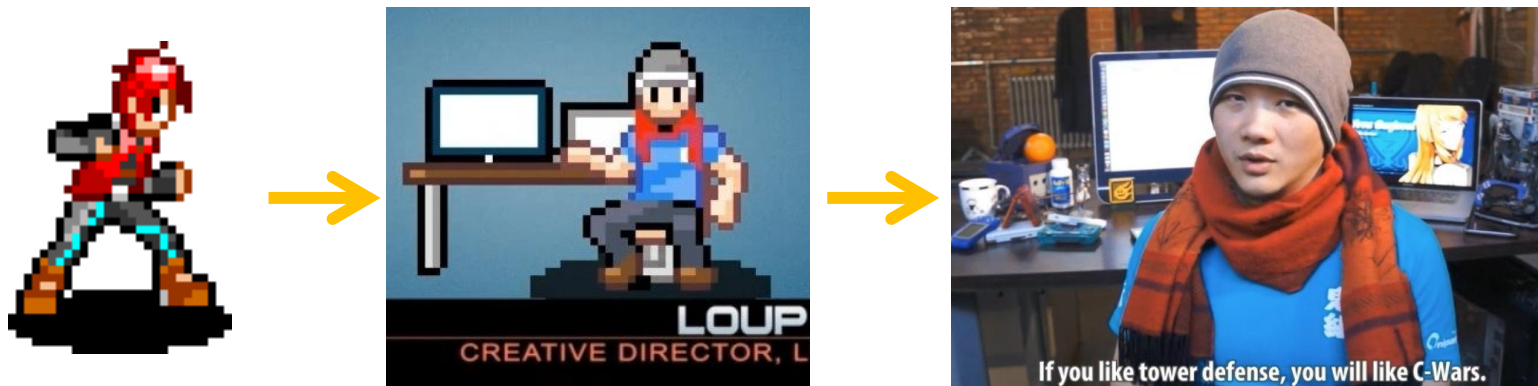 LOUP
CREATIVE DIRECTOR, L
If you like tower defense, you will like C-Wars.